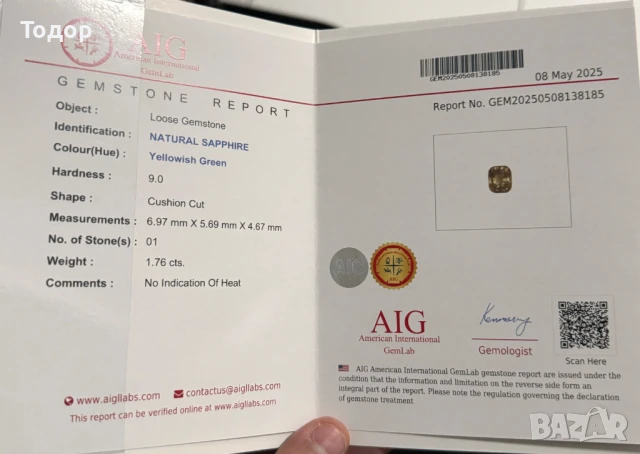 Тодор
AIG
American International
GemLab
GEMSTONE REPORT
Object : Loose Gemstone
Identification : NATURAL SAPPHIRE
Colour(Hue) : Yellowish Green
Hardness : 9.0
Shape : Cushion Cut
Measurements : 6.97 mm X 5.69 mm X 4.67 mm
No. of Stone(s) : 01
Weight : 1.76 cts.
Comments : No Indication Of Heat
www.aigllabs.com contactus@aigllabs.com
This report can be verified online at www.aigllabs.com
GEM20250508138185
08 May 2025
Report No. GEM20250508138185
AIG
AIG
AIG
American International
GemLab
Gemologist
Scan Here
AIG American International GemLab gemstone report are issued under the
condition that the information and limitation on the reverse side form an
integral part of the report. Please note the regulation governing the declaration
of gemstone treatment
BAZAR